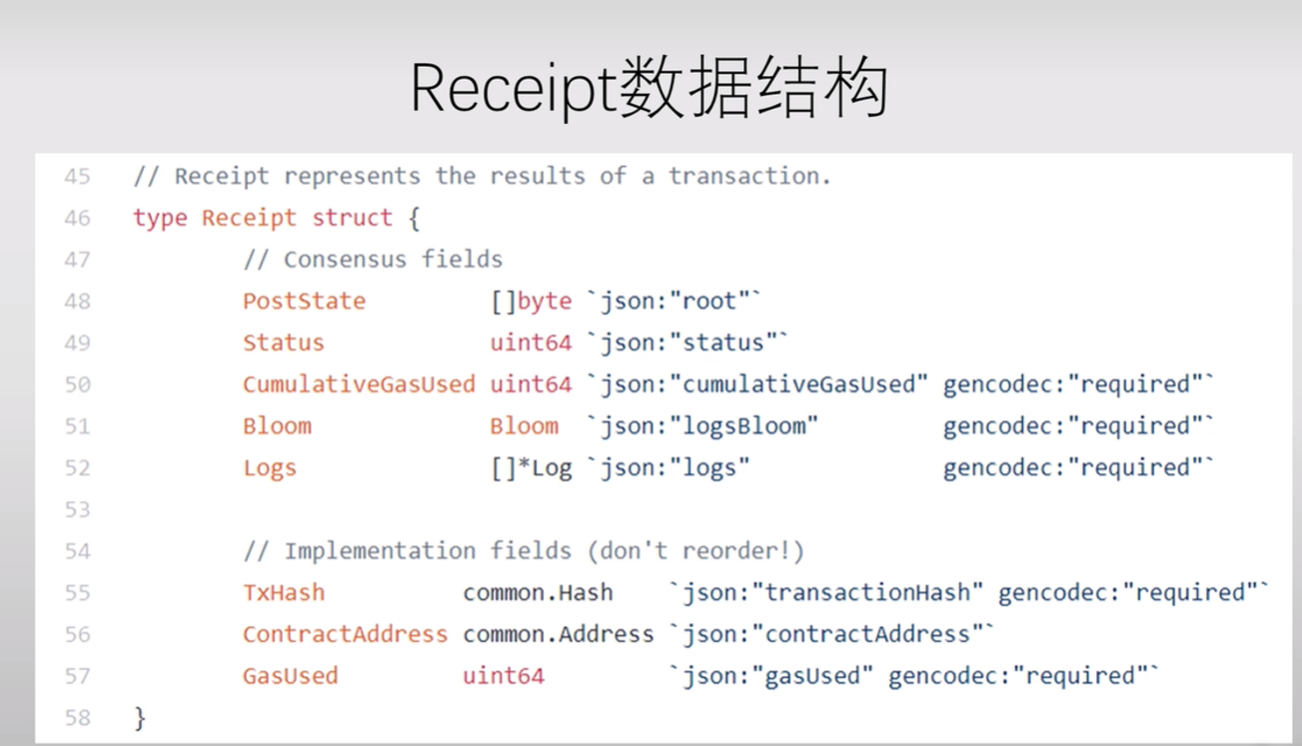 Receipt数据结构
45 // Receipt represents the results of a transaction.
46 type Receipt struct {
47 // Consensus fields
48 PostState []byte `json:"root"`
49 Status uint64 `json:"status"`
50 CumulativeGasUsed uint64 `json:"cumulativeGasUsed" gencodec:"required"`
51 Bloom Bloom `json:"logsBloom" gencodec:"required"`
52 Logs []*Log `json:"logs" gencodec:"required"`
53
54 // Implementation fields (don't reorder!)
55 TxHash common.Hash `json:"transactionHash" gencodec:"required"`
56 ContractAddress common.Address `json:"contractAddress"`
57 GasUsed uint64 `json:"gasUsed" gencodec:"required"`
58 }